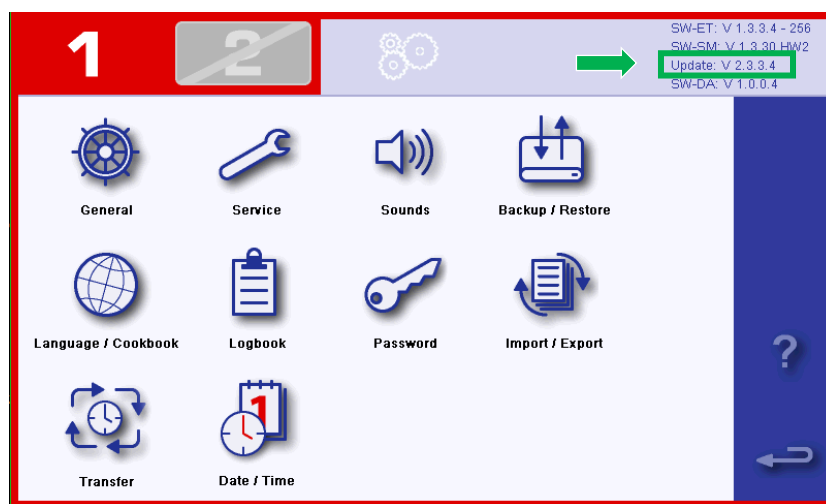 1
2
SW-ET: V 1.3.3.4 - 256
SW-SM: V 1.3.30 HW2
Update: V 2.3.3.4
SW-DA: V 1.0.0.4
General
Service
Sounds
Backup / Restore
Language / Cookbook
Logbook
Password
Import / Export
?
1
Transfer
Date / Time